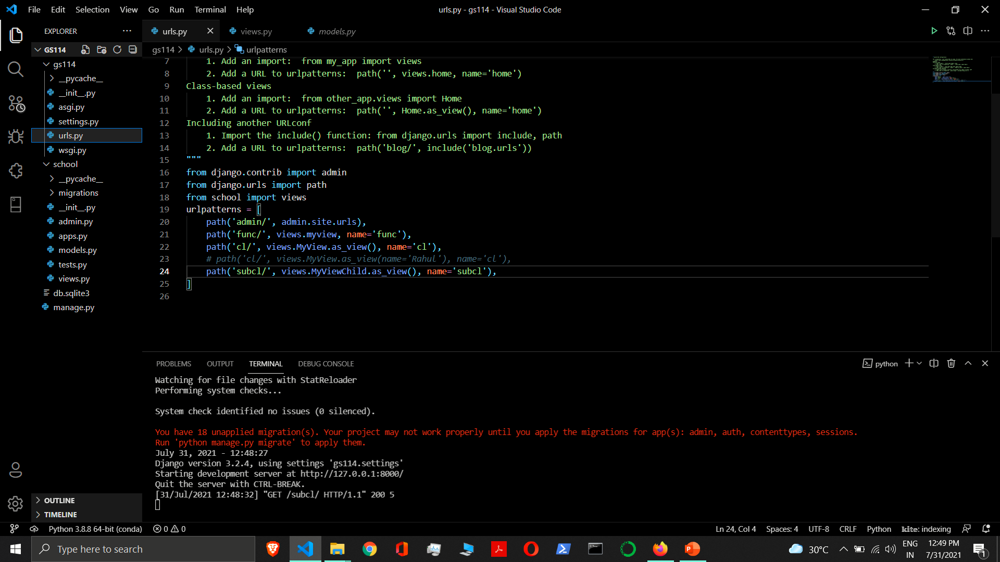 File Edit Selection View Go Run Terminal Help
urls.py - gs114 - Visual Studio Code
EXPLORER
urls.py
views.py
models.py
GS114
gs114
__pycache__
__init__.py
asgi.py
settings.py
urls.py
wsgi.py
school
__pycache__
migrations
__init__.py
admin.py
apps.py
models.py
tests.py
views.py
db.sqlite3
manage.py
OUTLINE
TIMELINE
gs114 > urls.py > urlpatterns
7 1. Add an import:  from my_app import views
8 2. Add a URL to urlpatterns:  path('', views.home, name='home')
9 Class-based views
10 1. Add an import:  from other_app.views import Home
11 2. Add a URL to urlpatterns:  path('', Home.as_view(), name='home')
12 Including another URLconf
13 1. Import the include() function: from django.urls import include, path
14 2. Add a URL to urlpatterns:  path('blog/', include('blog.urls'))
15 """
16 from django.contrib import admin
17 from django.urls import path
18 from school import views
19 urlpatterns = [
20 path('admin/', admin.site.urls),
21 path('func/', views.myview, name='func'),
22 path('cl/', views.MyView.as_view(), name='cl'),
23 # path('cl/', views.MyView.as_view(name='Rahul'), name='cl'),
24 path('subcl/', views.MyViewChild.as_view(), name='subcl'),
25 ]
26
PROBLEMS OUTPUT TERMINAL DEBUG CONSOLE
python
Watching for file changes with StatReloader
Performing system checks...
System check identified no issues (0 silenced).
You have 18 unapplied migration(s). Your project may not work properly until you apply the migrations for app(s): admin, auth, contenttypes, sessions.
Run 'python manage.py migrate' to apply them.
July 31, 2021 - 12:48:27
Django version 3.2.4, using settings 'gs114.settings'
Starting development server at http://127.0.0.1:8000/
Quit the server with CTRL-BREAK.
[31/Jul/2021 12:48:32] "GET /subcl/ HTTP/1.1" 200 5
Python 3.8.8 64-bit (conda) 0 0
Ln 24, Col 4 Spaces: 4 UTF-8 CRLF Python kite: indexing
Type here to search
30°C
ENG
IN
12:49 PM
7/31/2021
1